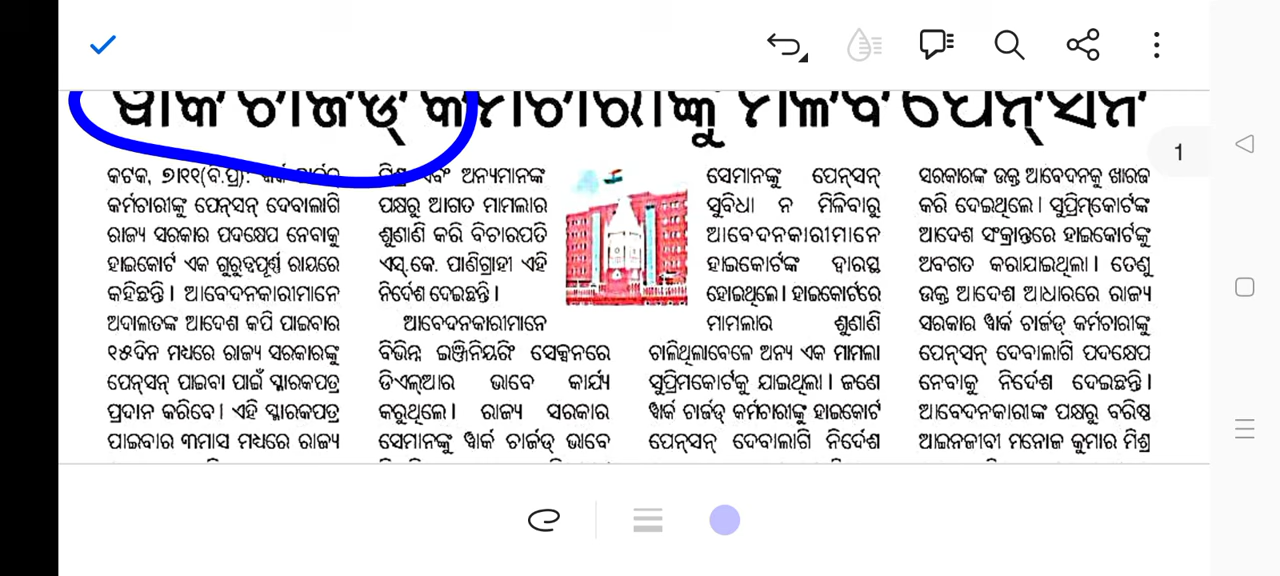 ୱାର୍କ ଚାର୍ଜଡ୍ କର୍ମଚାରୀଙ୍କୁ ମିଳିବ ପେନ୍‌ସନ
1
କଟକ, ୭।୧୧(ବି.ପ୍ର): ୱାର୍କ ଚାର୍ଜଡ୍
କର୍ମଚାରୀଙ୍କୁ ପେନ୍‌ସନ୍ ଦେବାଲାଗି
ରାଜ୍ୟ ସରକାର ପଦକ୍ଷେପ ନେବାକୁ
ହାଇକୋର୍ଟ ଏକ ଗୁରୁତ୍ୱପୂର୍ଣ୍ଣ ରାୟରେ
କହିଛନ୍ତି। ଆବେଦନକାରୀମାନେ
ଅଦାଲତଙ୍କ ଆଦେଶ କପି ପାଇବାର
୧୫ଦିନ ମଧ୍ୟରେ ରାଜ୍ୟ ସରକାରଙ୍କୁ
ପେନ୍‌ସନ୍ ପାଇବା ପାଇଁ ସ୍ମାରକପତ୍ର
ପ୍ରଦାନ କରିବେ। ଏହି ସ୍ମାରକପତ୍ର
ପାଇବାର ୩ମାସ ମଧ୍ୟରେ ରାଜ୍ୟ
ମିଶ୍ର ଏବଂ ଅନ୍ୟମାନଙ୍କ
ପକ୍ଷରୁ ଆଗତ ମାମଲାର
ଶୁଣାଣି କରି ବିଚାରପତି
ଏସ୍.କେ. ପାଣିଗ୍ରାହୀ ଏହି
ନିର୍ଦେଶ ଦେଇଛନ୍ତି।
ଆବେଦନକାରୀମାନେ
ବିଭିନ୍ନ ଇଞ୍ଜିନିୟରିଂ ସେକ୍ସନରେ
ଡିଏଲ୍‌ଆର ଭାବେ କାର୍ଯ୍ୟ
କରୁଥିଲେ। ରାଜ୍ୟ ସରକାର
ସେମାନଙ୍କୁ ୱାର୍କ ଚାର୍ଜଡ୍ ଭାବେ
ସେମାନଙ୍କୁ ପେନ୍‌ସନ୍
ସୁବିଧା ନ ମିଳିବାରୁ
ଆବେଦନକାରୀମାନେ
ହାଇକୋର୍ଟଙ୍କ ଦ୍ୱାରସ୍ଥ
ହୋଇଥିଲେ। ହାଇକୋର୍ଟରେ
ମାମଲାର ଶୁଣାଣି
ଚାଲିଥିଲାବେଳେ ଅନ୍ୟ ଏକ ମାମଲା
ସୁପ୍ରିମକୋର୍ଟକୁ ଯାଇଥିଲା। ଜଣେ
ୱାର୍କ ଚାର୍ଜଡ୍ କର୍ମଚାରୀଙ୍କୁ ହାଇକୋର୍ଟ
ପେନ୍‌ସନ୍ ଦେବାଲାଗି ନିର୍ଦେଶ
ସରକାରଙ୍କ ଉକ୍ତ ଆବେଦନକୁ ଖାରଜ
କରି ଦେଇଥିଲେ। ସୁପ୍ରିମ୍‌କୋର୍ଟଙ୍କ
ଆଦେଶ ସଂକ୍ରାନ୍ତରେ ହାଇକୋର୍ଟଙ୍କୁ
ଅବଗତ କରାଯାଇଥିଲା। ତେଣୁ
ଉକ୍ତ ଆଦେଶ ଆଧାରରେ ରାଜ୍ୟ
ସରକାର ୱାର୍କ ଚାର୍ଜଡ୍ କର୍ମଚାରୀଙ୍କୁ
ପେନ୍‌ସନ୍ ଦେବାଲାଗି ପଦକ୍ଷେପ
ନେବାକୁ ନିର୍ଦେଶ ଦେଇଛନ୍ତି।
ଆବେଦନକାରୀଙ୍କ ପକ୍ଷରୁ ବରିଷ୍ଠ
ଆଇନଜୀବୀ ମନୋଜ କୁମାର ମିଶ୍ର